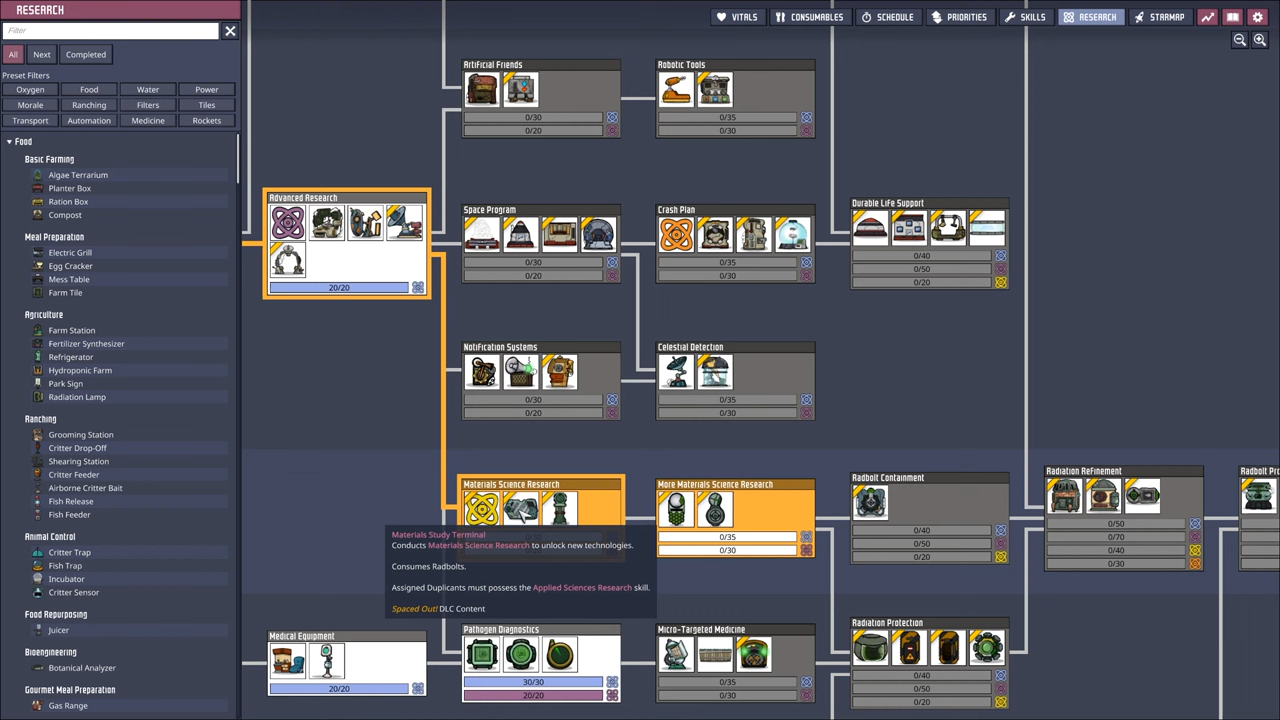 RESEARCH
VITALS
CONSUMABLES
SCHEDULE
PRIORITIES
SKILLS
RESEARCH
STARMAP
Filter
All
Next
Completed
Preset Filters
Oxygen
Food
Water
Power
Morale
Ranching
Filters
Tiles
Transport
Automation
Medicine
Rockets
Food
Basic Farming
Algae Terrarium
Planter Box
Ration Box
Compost
Meal Preparation
Electric Grill
Egg Cracker
Mess Table
Farm Tile
Agriculture
Farm Station
Fertilizer Synthesizer
Refrigerator
Hydroponic Farm
Park Sign
Radiation Lamp
Ranching
Grooming Station
Critter Drop-Off
Shearing Station
Critter Feeder
Airborne Critter Bait
Fish Release
Fish Feeder
Animal Control
Critter Trap
Fish Trap
Incubator
Critter Sensor
Food Repurposing
Juicer
Bioengineering
Botanical Analyzer
Gourmet Meal Preparation
Gas Range
Artificial Friends
0/30
0/20
Robotic Tools
0/35
0/30
Advanced Research
20/20
Space Program
0/30
0/20
Crash Plan
0/35
0/30
Durable Life Support
0/40
0/50
0/20
Notification Systems
0/30
0/20
Celestial Detection
0/35
0/30
Materials Science Research
More Materials Science Research
0/35
0/30
Radbolt Containment
0/40
0/50
0/20
Radiation Refinement
0/50
0/70
0/40
0/30
Materials Study Terminal
Conducts Materials Science Research to unlock new technologies.
Consumes Radbolts.
Assigned Duplicants must possess the Applied Sciences Research skill.
Spaced Out! DLC Content
Medical Equipment
20/20
Pathogen Diagnostics
30/30
20/20
Micro-Targeted Medicine
0/35
0/30
Radiation Protection
0/40
0/50
0/20